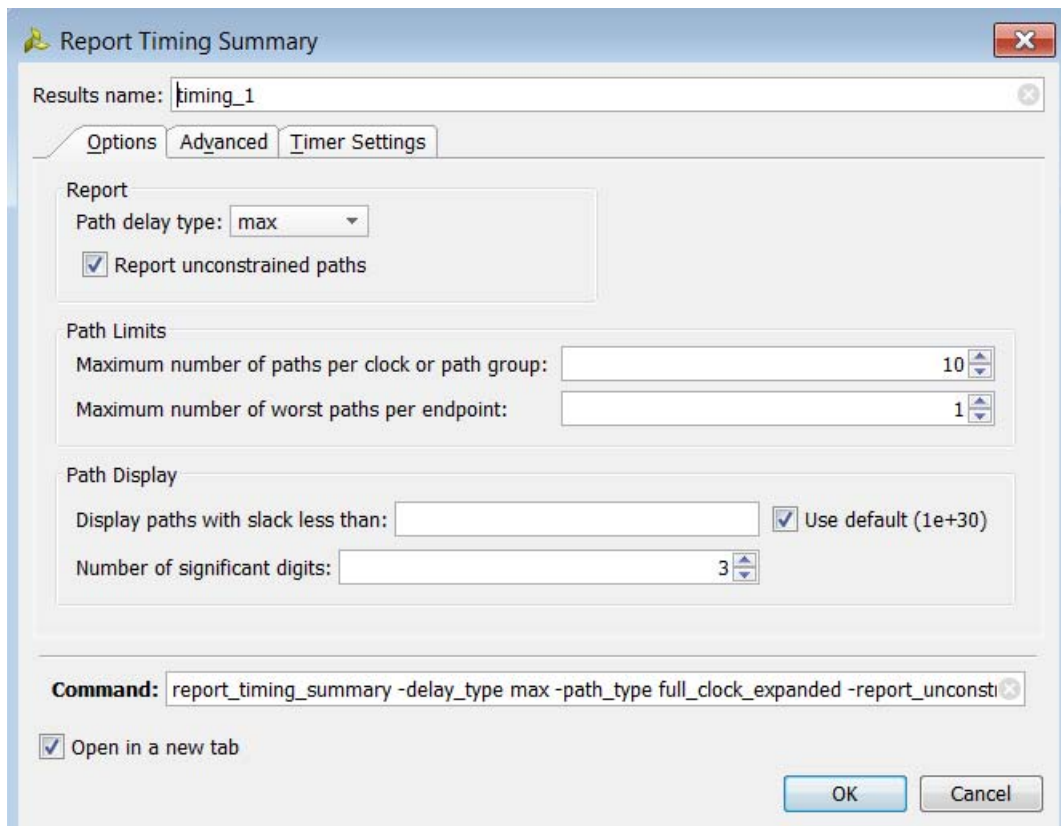 Report Timing Summary
Results name: timing_1
Options Advanced Timer Settings
Report
Path delay type: max
Report unconstrained paths
Path Limits
Maximum number of paths per clock or path group: 10
Maximum number of worst paths per endpoint: 1
Path Display
Display paths with slack less than: Use default (1e+30)
Number of significant digits: 3
Command: report_timing_summary -delay_type max -path_type full_clock_expanded -report_unconst
Open in a new tab
OK Cancel